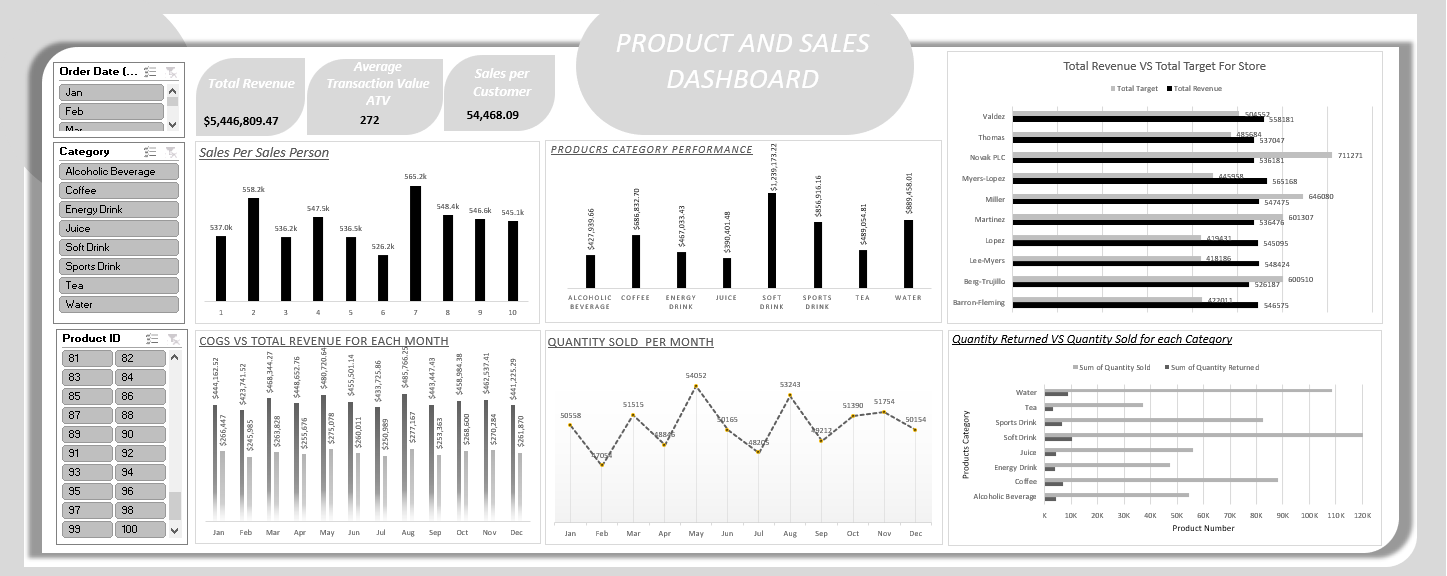 PRODUCT AND SALES
DASHBOARD
Order Date (...
Jan
Feb
Mar
Category
Alcoholic Beverage
Coffee
Energy Drink
Juice
Soft Drink
Sports Drink
Tea
Water
Product ID
81 82
83 84
85 86
87 88
89 90
91 92
93 94
95 96
97 98
99 100
Total Revenue
$5,446,809.47
Average
Transaction Value
ATV
272
Sales per
Customer
54,468.09
Sales Per Sales Person
537.0k 558.2k 536.2k 547.5k 536.5k 526.2k 565.2k 548.4k 546.6k 545.1k
1 2 3 4 5 6 7 8 9 10
PRODUCRS CATEGORY PERFORMANCE
$427,939.66
$686,832.70
$467,033.43
$390,401.48
$1,239,173.22
$856,916.16
$489,054.81
$889,458.01
ALCOHOLIC BEVERAGE
COFFEE
ENERGY DRINK
JUICE
SOFT DRINK
SPORTS DRINK
TEA
WATER
Total Revenue VS Total Target For Store
Total Target Total Revenue
Valdez 504552 558181
Thomas 485684 537047
Novak PLC 711271 536181
Myers-Lopez 445958 565168
Miller 646080 547475
Martinez 601307 536476
Lopez 419431 545095
Lee-Myers 418186 548424
Berg-Trujillo 600510 526187
Barron-Fleming 546575
COGS VS TOTAL REVENUE FOR EACH MONTH
$444,162.52 $266,447
$423,741.52 $245,985
$468,344.27 $263,828
$448,652.76 $255,676
$480,720.64 $275,078
$455,501.14 $260,011
$433,725.86 $250,989
$485,766.25 $277,167
$443,447.43 $253,363
$458,984.38 $268,600
$462,537.41 $270,284
$441,225.29 $261,870
Jan Feb Mar Apr May Jun Jul Aug Sep Oct Nov Dec
QUANTITY SOLD PER MONTH
50558 51515 54052 50165 48205 53243 49212 51390 51754 50154
Jan Feb Mar Apr May Jun Jul Aug Sep Oct Nov Dec
Quantity Returned VS Quantity Sold for each Category
Sum of Quantity Sold Sum of Quantity Returned
Products Category
Water
Tea
Sports Drink
Soft Drink
Juice
Energy Drink
Coffee
Alcoholic Beverage
K 10K 20K 30K 40K 50K 60K 70K 80K 90K 100K 110K 120K
Product Number